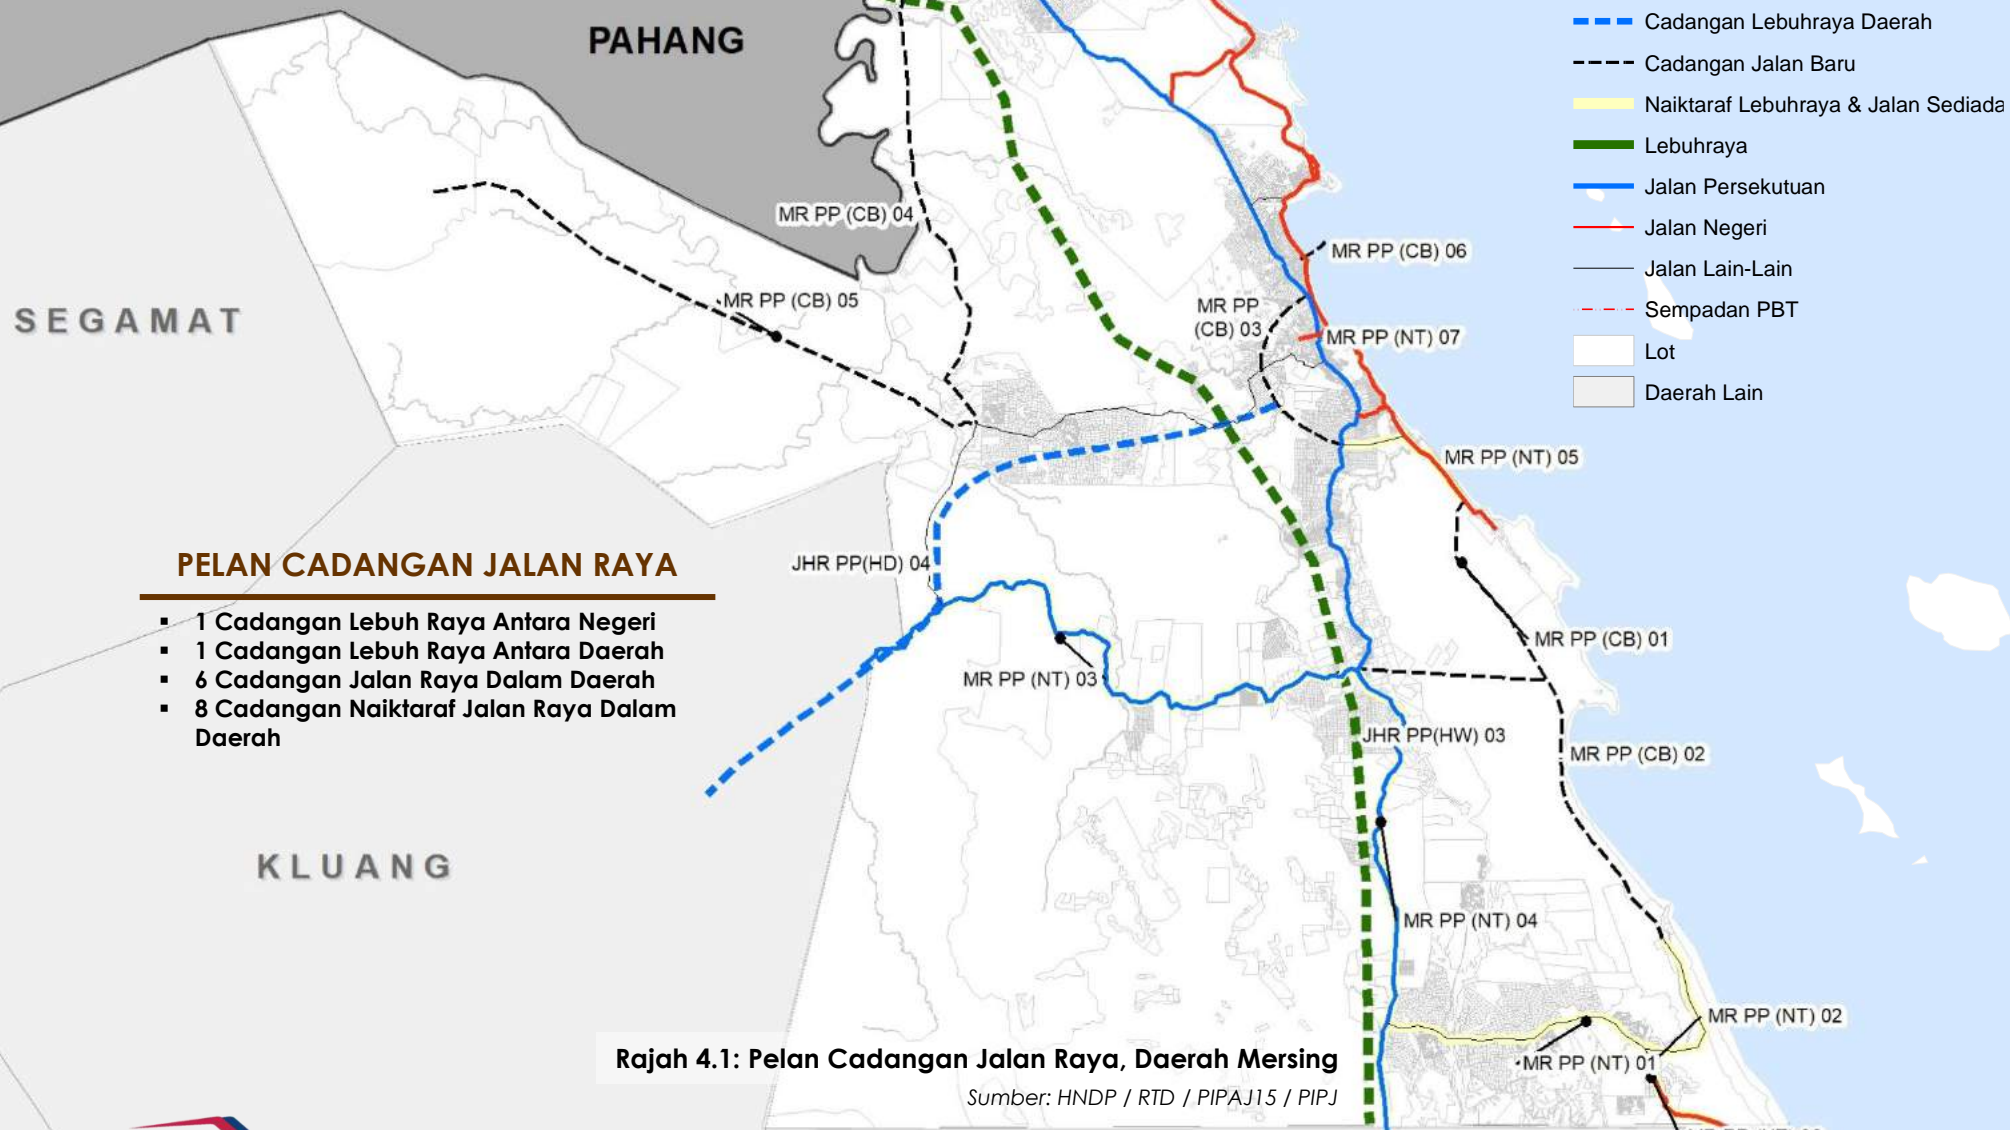 PAHANG
Cadangan Lebuhraya Daerah
Cadangan Jalan Baru
Naiktaraf Lebuhraya & Jalan Sediada
Lebuhraya
Jalan Persekutuan
Jalan Negeri
Jalan Lain-Lain
Sempadan PBT
Lot
Daerah Lain
MR PP (CB) 04
MR PP (CB) 06
MR PP (CB) 05
MR PP
(CB) 03
SEGAMAT
MR PP (NT) 07
MR PP (NT) 05
PELAN CADANGAN JALAN RAYA
▪ 1 Cadangan Lebuh Raya Antara Negeri
▪ 1 Cadangan Lebuh Raya Antara Daerah
▪ 6 Cadangan Jalan Raya Dalam Daerah
▪ 8 Cadangan Naiktaraf Jalan Raya Dalam
Daerah
JHR PP(HD) 04
MR PP (CB) 01
MR PP (NT) 03
JHR PP(HW) 03
MR PP (CB) 02
KLUANG
MR PP (NT) 04
MR PP (NT) 02
MR PP (NT) 01
Rajah 4.1: Pelan Cadangan Jalan Raya, Daerah Mersing
Sumber: HNDP / RTD / PIPAJ15 / PIPJ